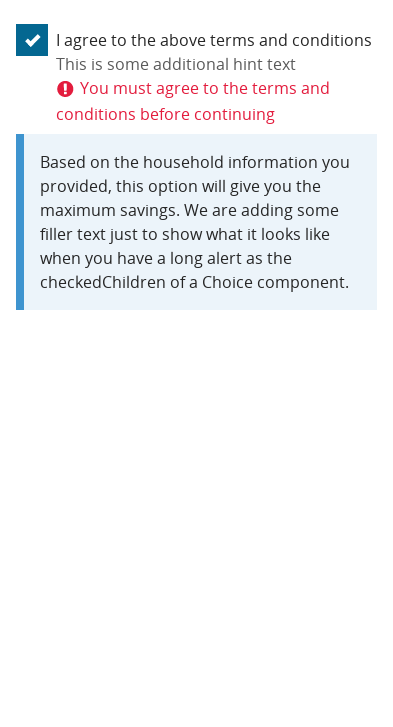 I agree to the above terms and conditions
This is some additional hint text
You must agree to the terms and
conditions before continuing
Based on the household information you
provided, this option will give you the
maximum savings. We are adding some
filler text just to show what it looks like
when you have a long alert as the
checkedChildren of a Choice component.